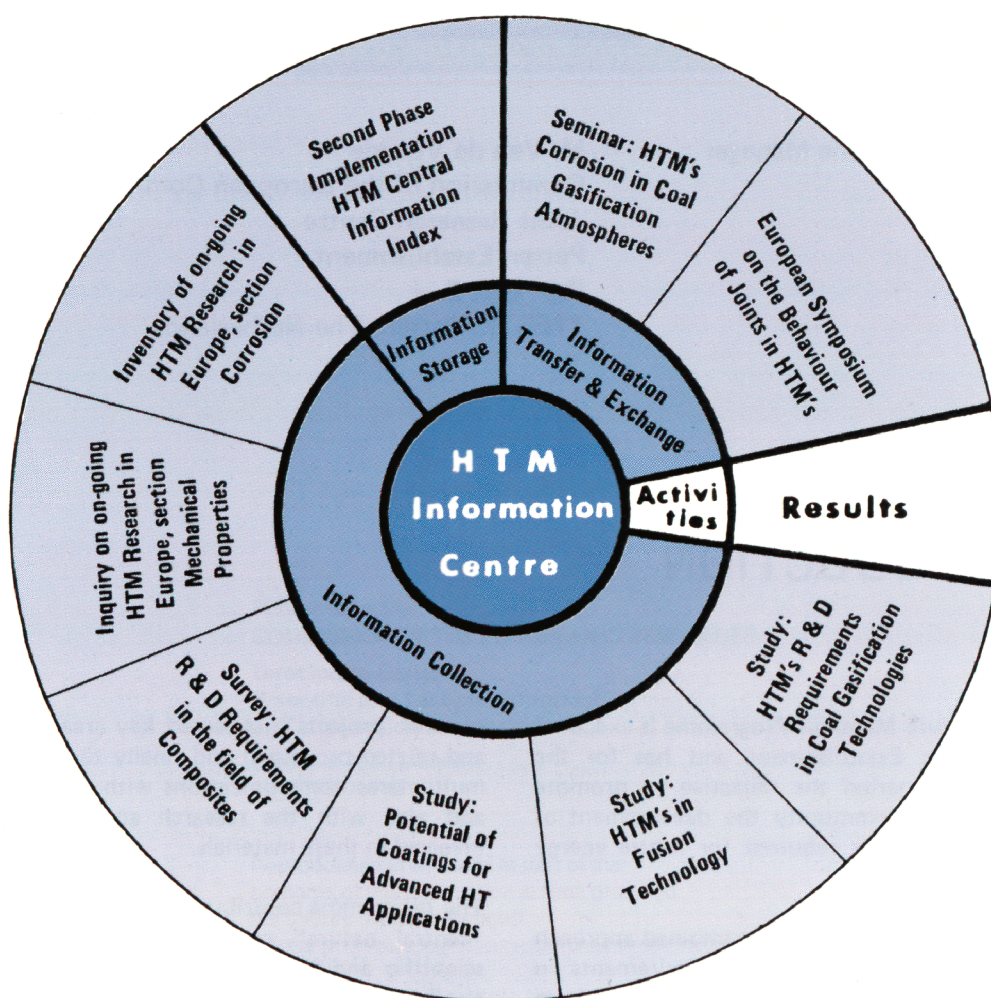 Second Phase
Implementation
HTM Central
Information
Index
Seminar: HTM's
Corrosion in Coal
Gasification
Atmospheres
European Symposium
on the Behaviour
of Joints in HTM's
Inventory of on-going
HTM Research in
Europe, section
Corrosion
Information
Storage
Information
Transfer & Exchange
HTM
Information
Centre
Activi
ties
Results
Inquiry on on-going
HTM Research in
Europe, section
Mechanical
Properties
Information Collection
Survey: HTM
R & D Requirements
in the field of
Composites
Study:
Potential of
Coatings for
Advanced HT
Applications
Study:
HTM's in
Fusion
Technology
Study:
HTM's R & D
Requirements
in Coal Gasification
Technologies